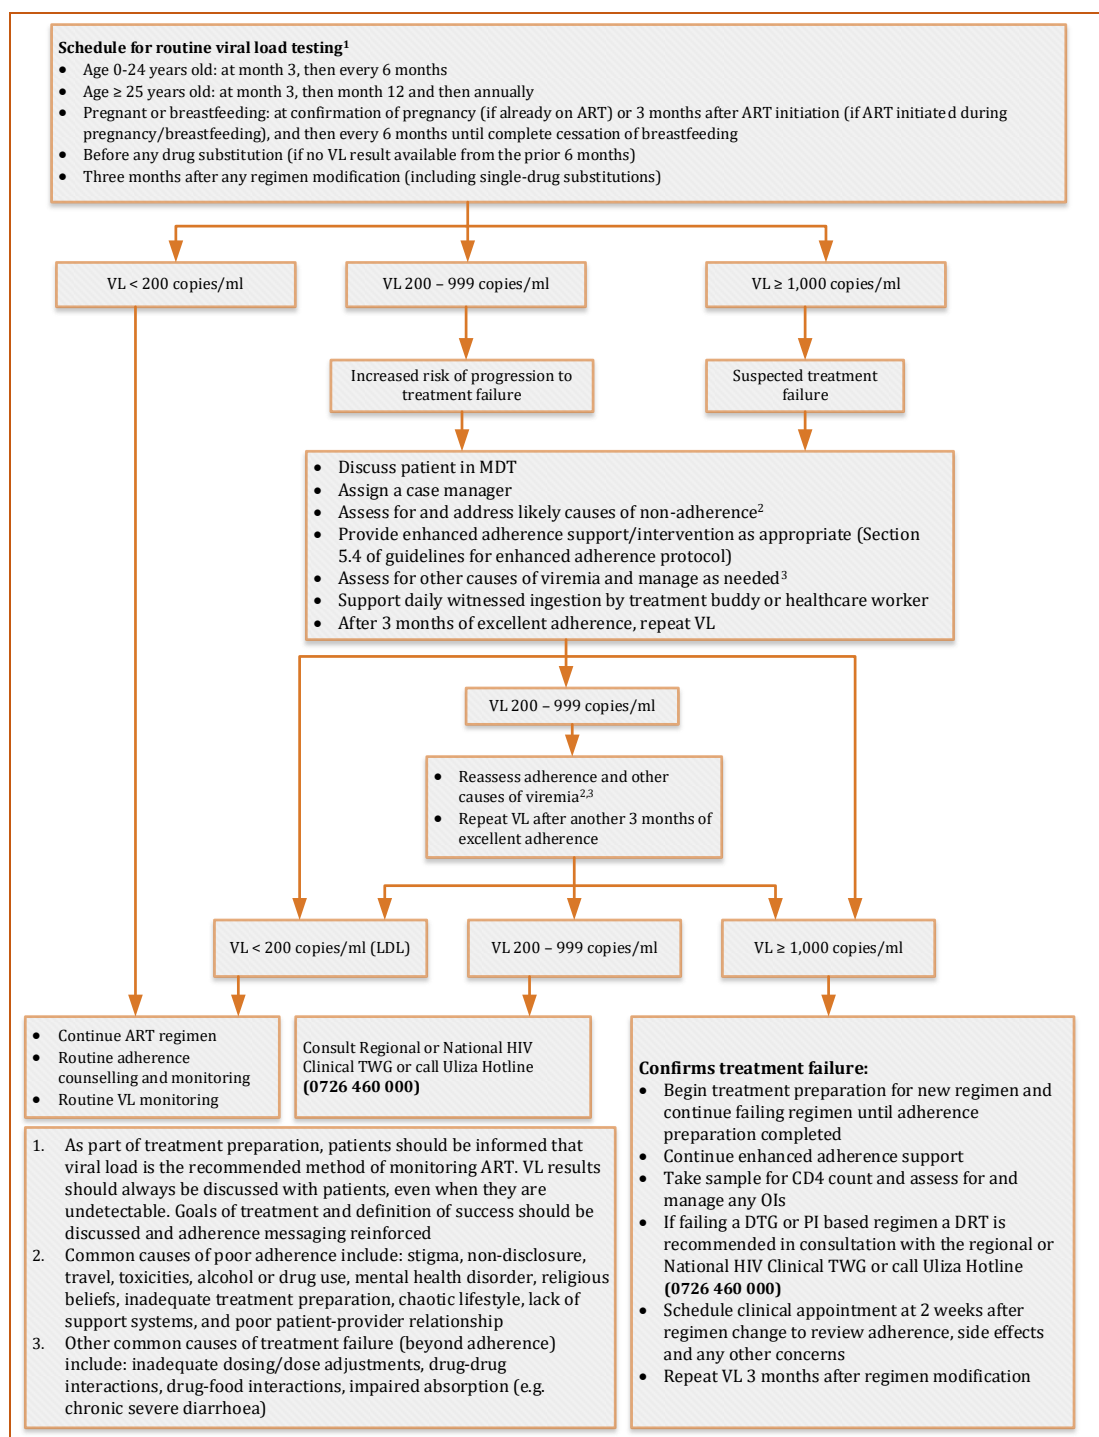 Schedule for routine viral load testing1
• Age 0-24 years old: at month 3, then every 6 months
• Age ≥ 25 years old: at month 3, then month 12 and then annually
• Pregnant or breastfeeding: at confirmation of pregnancy (if already on ART) or 3 months after ART initiation (if ART initiated during
pregnancy/breastfeeding), and then every 6 months until complete cessation of breastfeeding
• Before any drug substitution (if no VL result available from the prior 6 months)
• Three months after any regimen modification (including single-drug substitutions)
VL < 200 copies/ml
VL 200 – 999 copies/ml
VL ≥ 1,000 copies/ml
Increased risk of progression to
treatment failure
Suspected treatment
failure
• Discuss patient in MDT
• Assign a case manager
• Assess for and address likely causes of non-adherence2
• Provide enhanced adherence support/intervention as appropriate (Section
5.4 of guidelines for enhanced adherence protocol)
• Assess for other causes of viremia and manage as needed3
• Support daily witnessed ingestion by treatment buddy or healthcare worker
• After 3 months of excellent adherence, repeat VL
VL 200 – 999 copies/ml
• Reassess adherence and other
causes of viremia2,3
• Repeat VL after another 3 months of
excellent adherence
VL < 200 copies/ml (LDL)
VL 200 – 999 copies/ml
VL ≥ 1,000 copies/ml
• Continue ART regimen
• Routine adherence
counselling and monitoring
• Routine VL monitoring
Consult Regional or National HIV
Clinical TWG or call Uliza Hotline
(0726 460 000)
Confirms treatment failure:
• Begin treatment preparation for new regimen and
continue failing regimen until adherence
preparation completed
• Continue enhanced adherence support
• Take sample for CD4 count and assess for and
manage any OIs
• If failing a DTG or PI based regimen a DRT is
recommended in consultation with the regional or
National HIV Clinical TWG or call Uliza Hotline
(0726 460 000)
• Schedule clinical appointment at 2 weeks after
regimen change to review adherence, side effects
and any other concerns
• Repeat VL 3 months after regimen modification
1. As part of treatment preparation, patients should be informed that
viral load is the recommended method of monitoring ART. VL results
should always be discussed with patients, even when they are
undetectable. Goals of treatment and definition of success should be
discussed and adherence messaging reinforced
2. Common causes of poor adherence include: stigma, non-disclosure,
travel, toxicities, alcohol or drug use, mental health disorder, religious
beliefs, inadequate treatment preparation, chaotic lifestyle, lack of
support systems, and poor patient-provider relationship
3. Other common causes of treatment failure (beyond adherence)
include: inadequate dosing/dose adjustments, drug-drug
interactions, drug-food interactions, impaired absorption (e.g.
chronic severe diarrhoea)